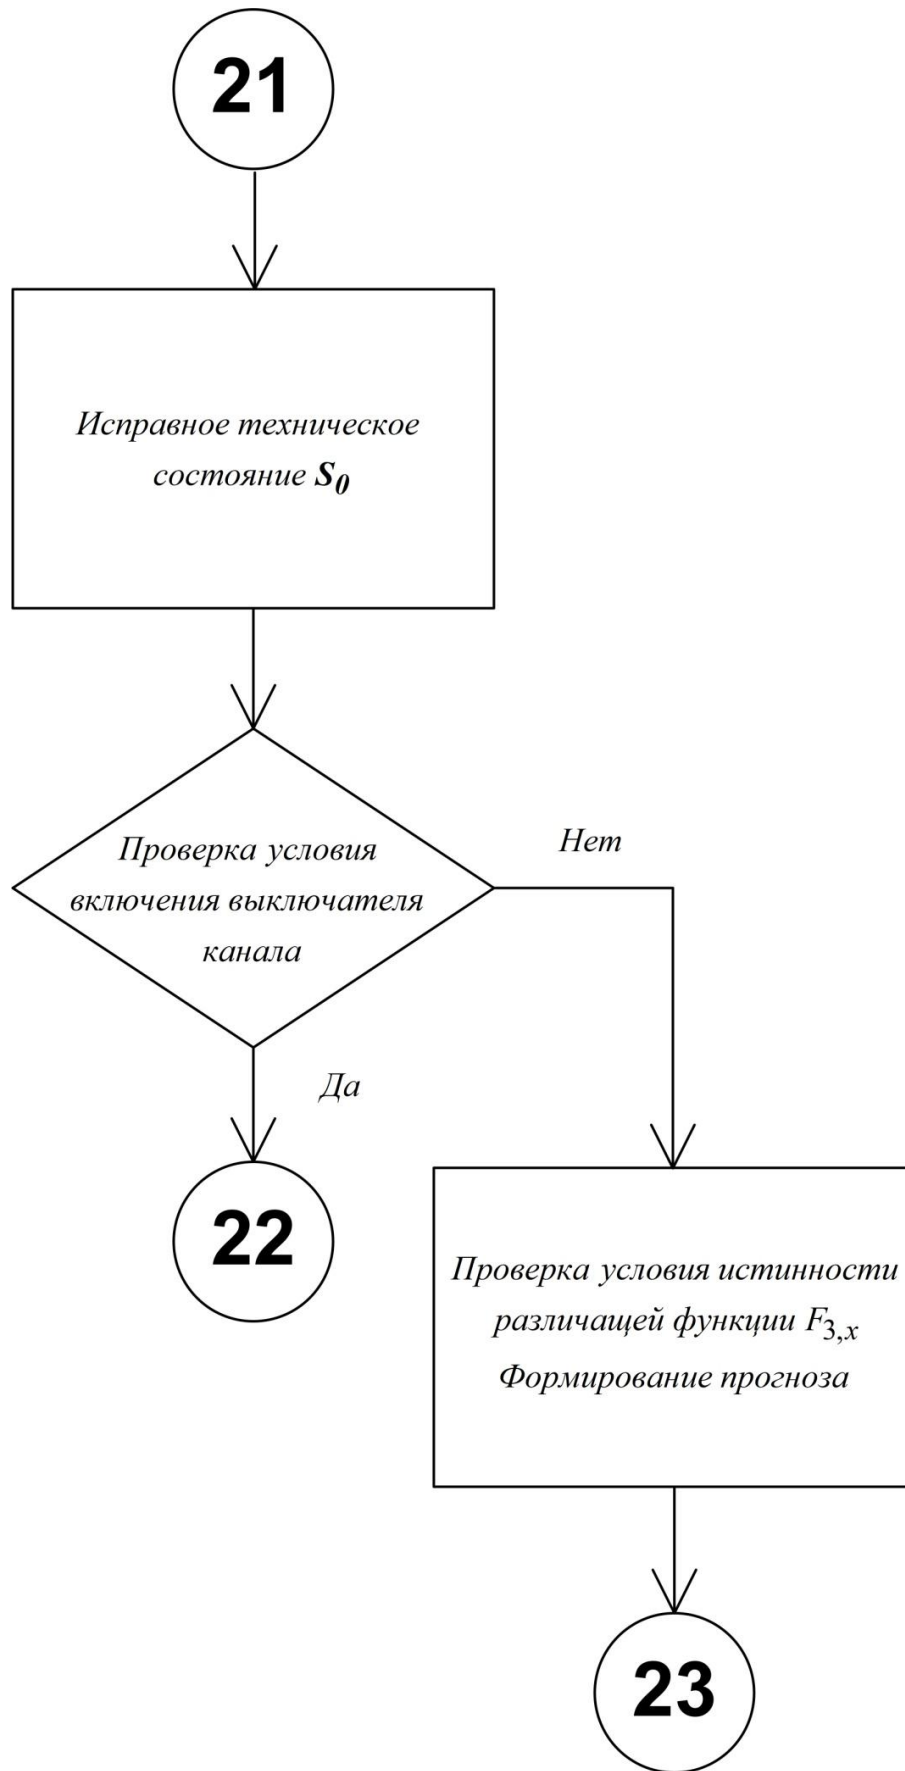 21
Исправное техническое
состояние S₀
Проверка условия
включения выключателя
канала
Нет
Да
22
Проверка условия истинности
различащей функции F₃,ₓ
Формирование прогноза
23